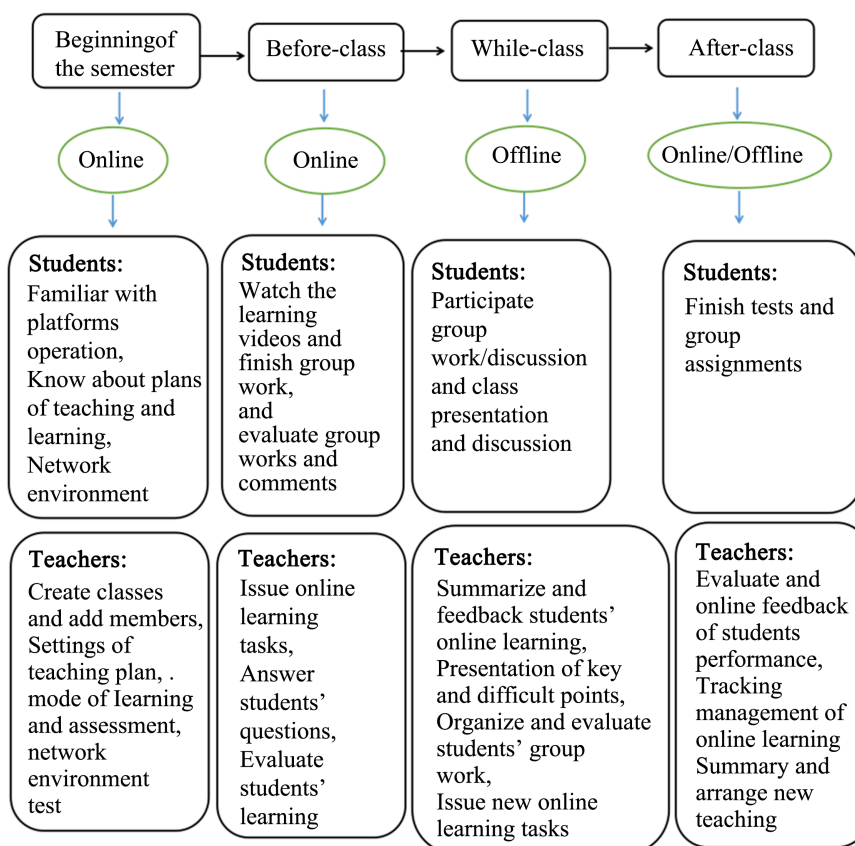 Beginningof
the semester
Before-class
While-class
After-class
Online
Online
Offline
Online/Offline
Students:
Familiar with
platforms
operation,
Know about plans
of teaching and
learning,
Network
environment
Students:
Watch the
learning
videos and
finish group
work,
and
evaluate group
works and
comments
Students:
Participate
group
work/discussion
and class
presentation
and discussion
Students:
Finish tests and
group
assignments
Teachers:
Create classes
and add members,
Settings of
teaching plan, .
mode of Iearning
and assessment,
network
environment
test
Teachers:
Issue online
learning
tasks,
Answer
students’
questions,
Evaluate
students’
learning
Teachers:
Summarize and
feedback students’
online learning,
Presentation of key
and difficult points,
Organize and evaluate
students’ group
work,
Issue new online
learning tasks
Teachers:
Evaluate and
online feedback
of students
performance,
Tracking
management of
online learning
Summary and
arrange new
teaching